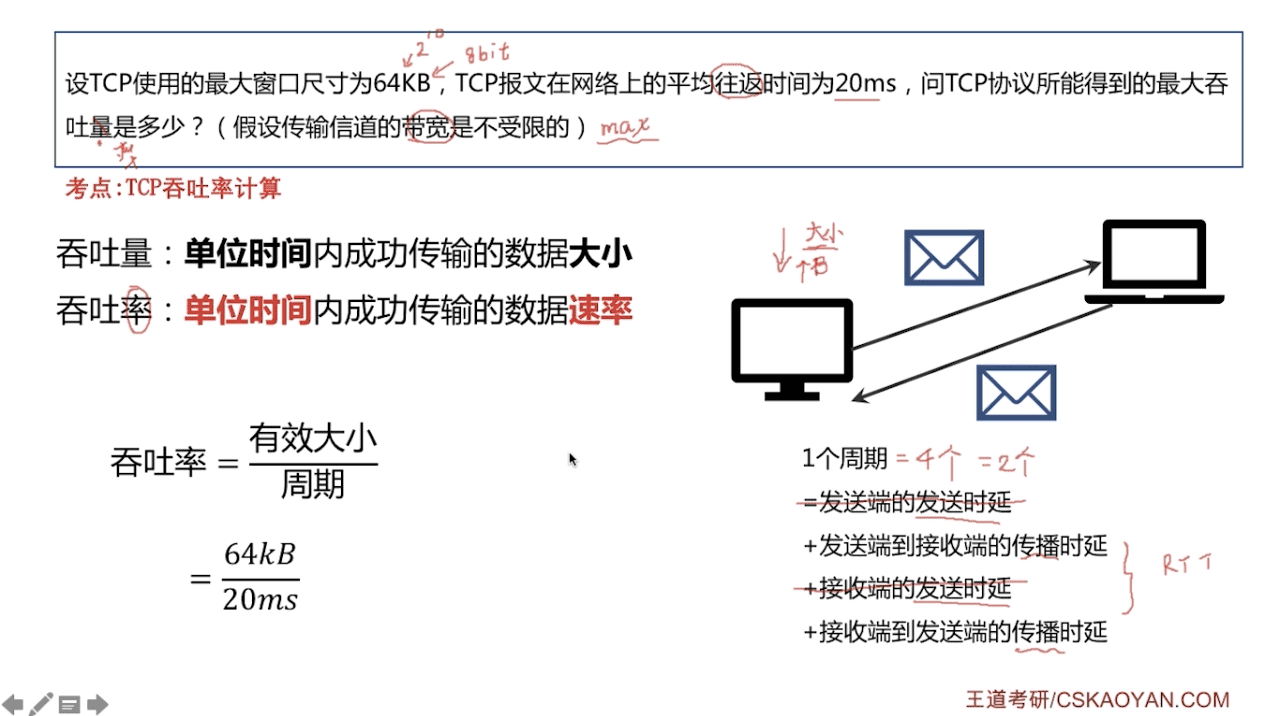 2^10 8bit
设TCP使用的最大窗口尺寸为64KB，TCP报文在网络上的平均往返时间为20ms，问TCP协议所能得到的最大吞
吐量是多少？（假设传输信道的带宽是不受限的） max
考点:TCP吞吐率计算
吞吐量：单位时间内成功传输的数据大小
吞吐率：单位时间内成功传输的数据速率
大小
个B
吞吐率 = 有效大小/周期
= 64kB/20ms
1个周期 = 4个 = 2个
=发送端的发送时延
+发送端到接收端的传播时延
+接收端的发送时延
+接收端到发送端的传播时延
RTT
王道考研/CSKAOYAN.COM